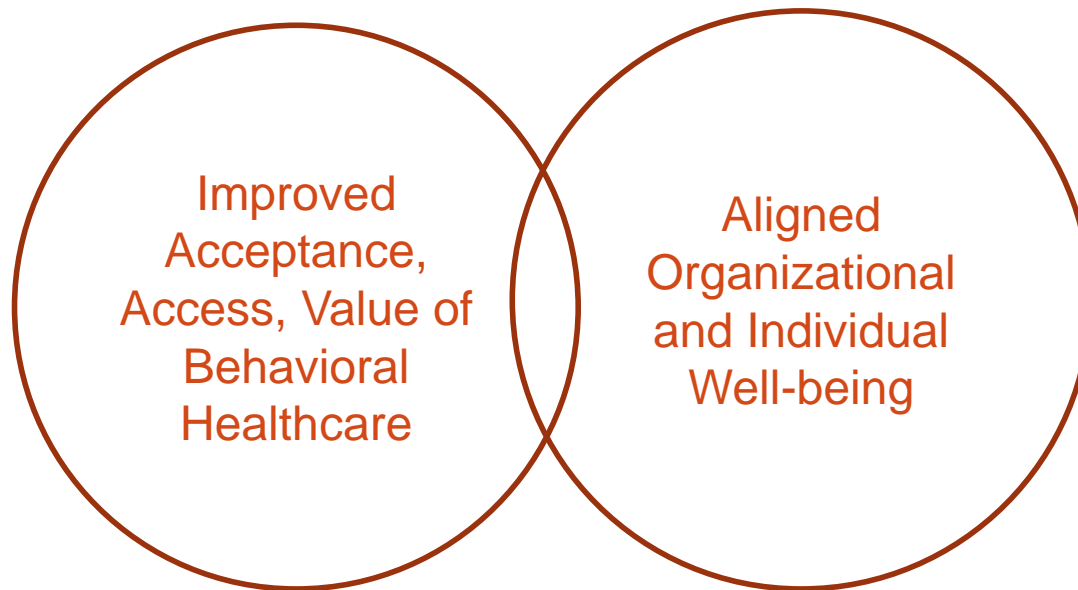 Improved
Acceptance,
Access, Value of
Behavioral
Healthcare
Aligned
Organizational
and Individual
Well-being